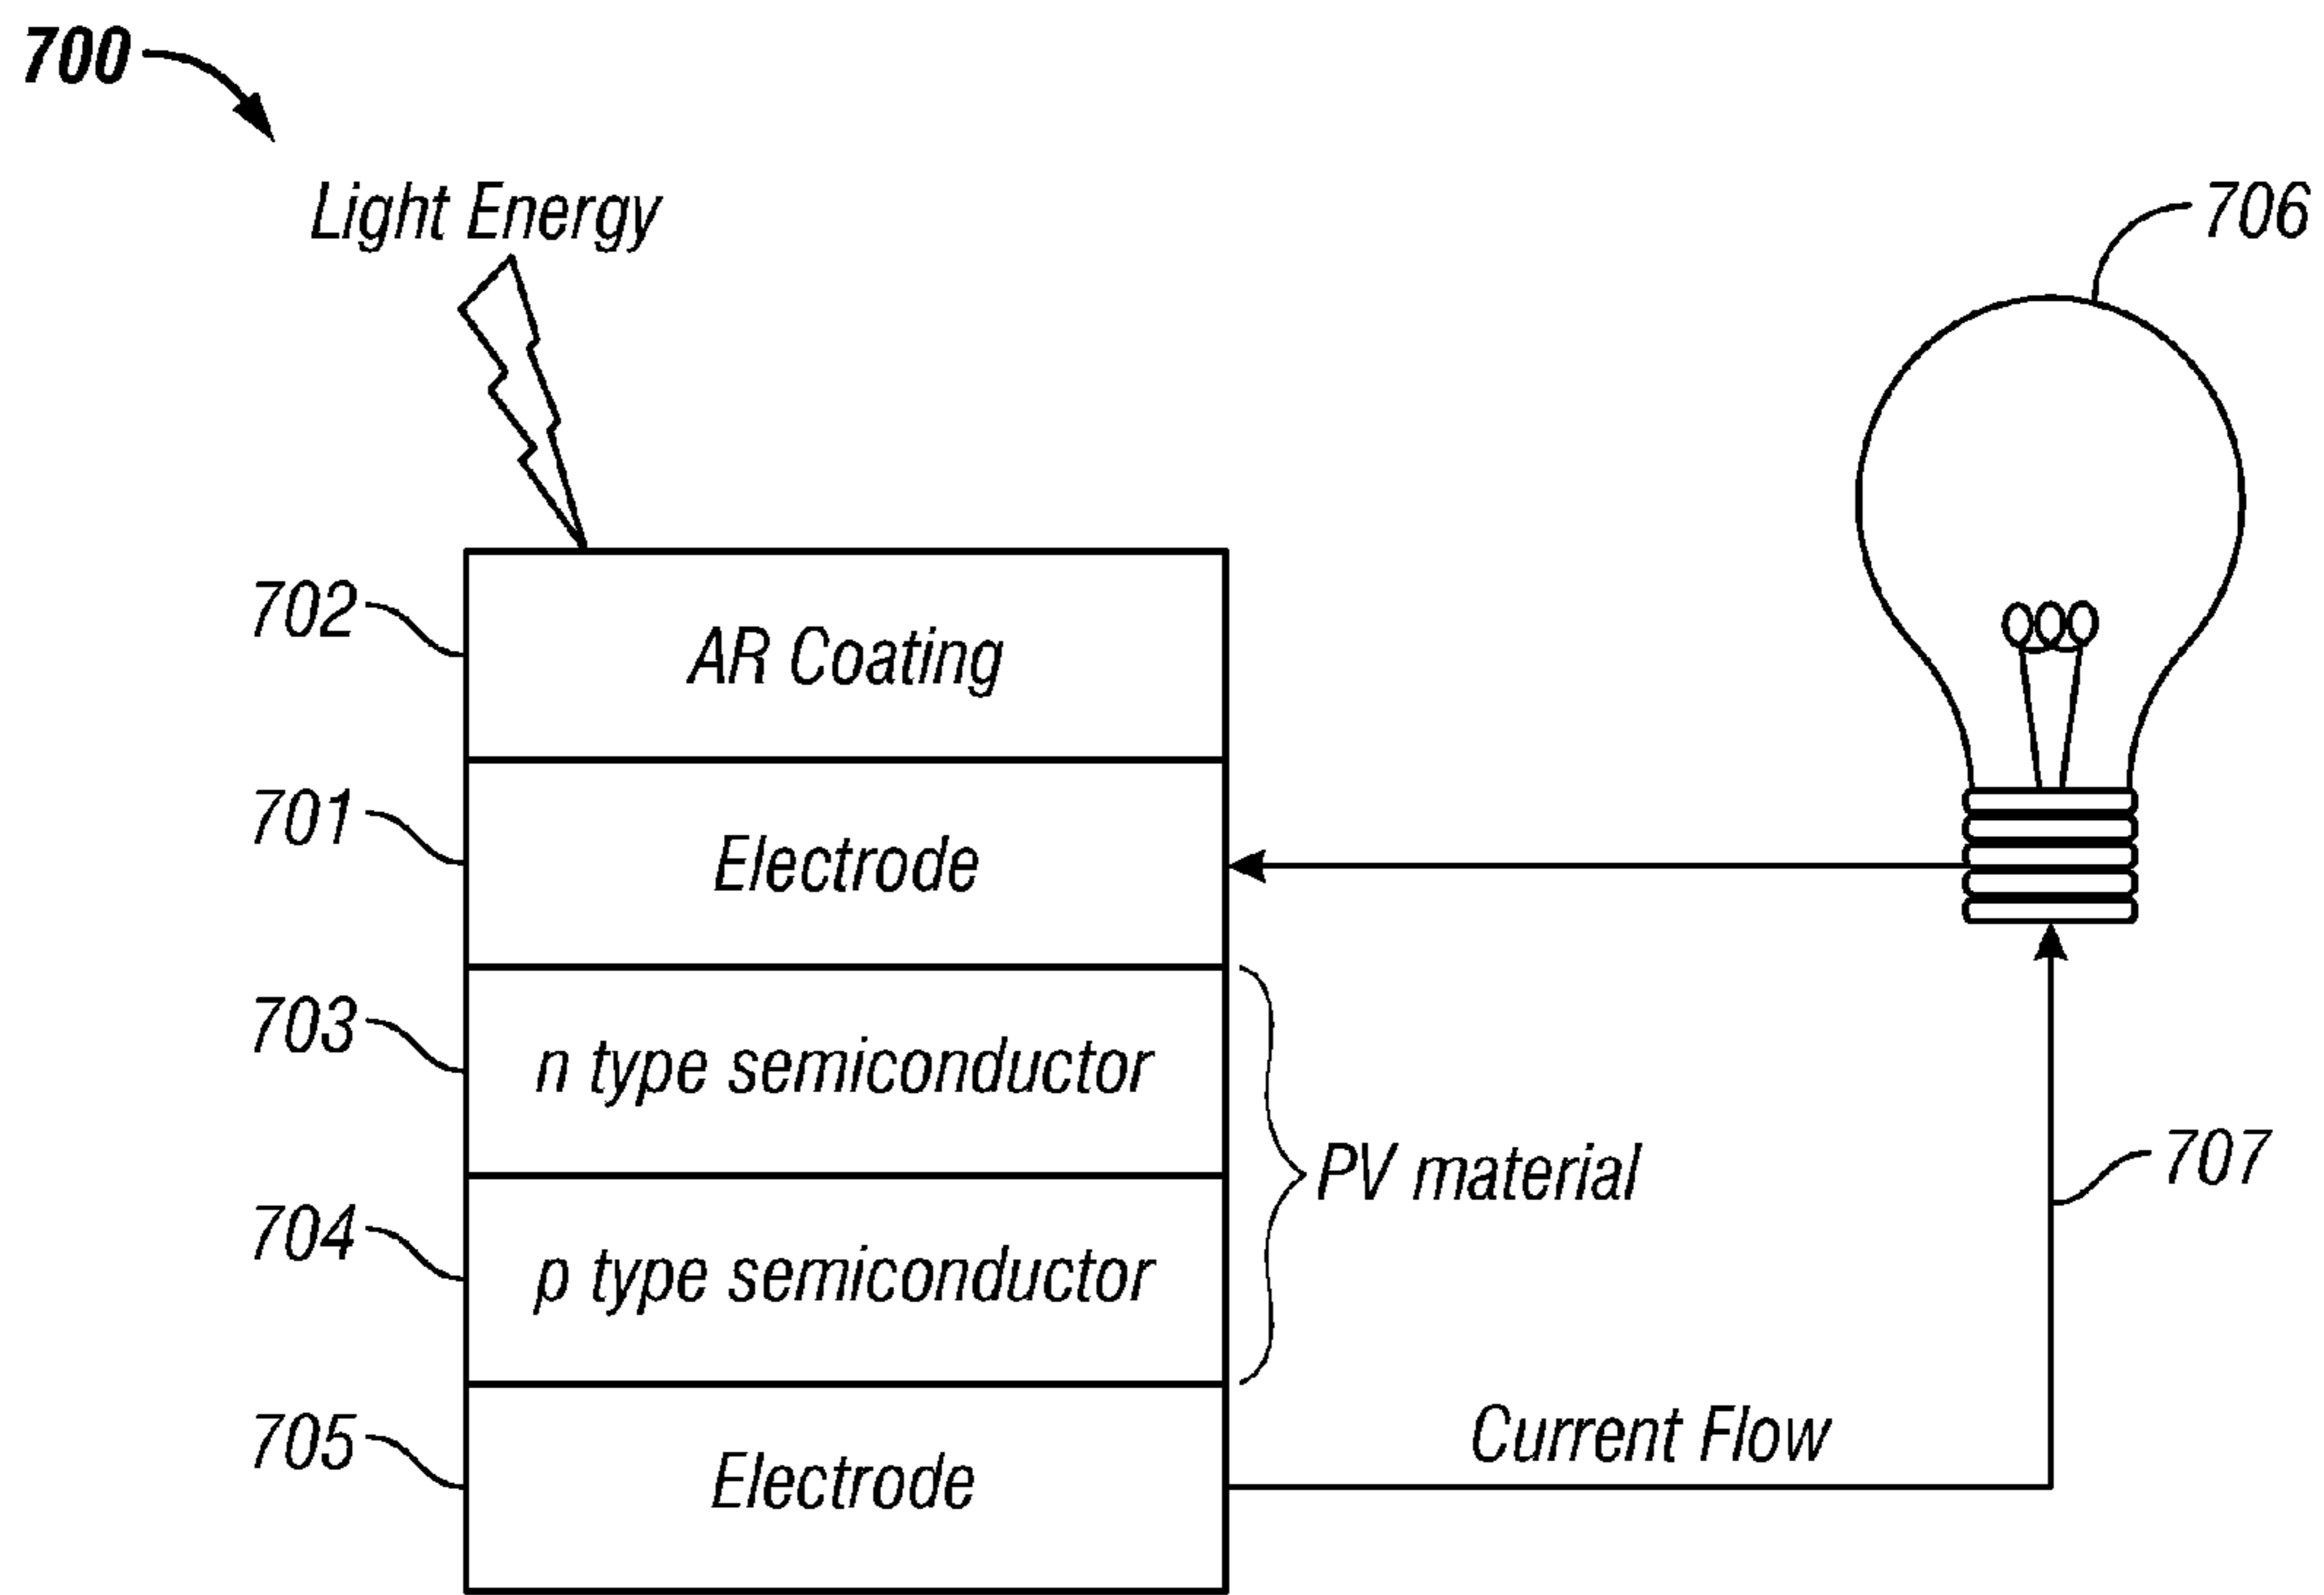 700
Light Energy
706
702
AR Coating
701
Electrode
703
n type semiconductor
PV material
707
704
p type semiconductor
705
Electrode
Current Flow